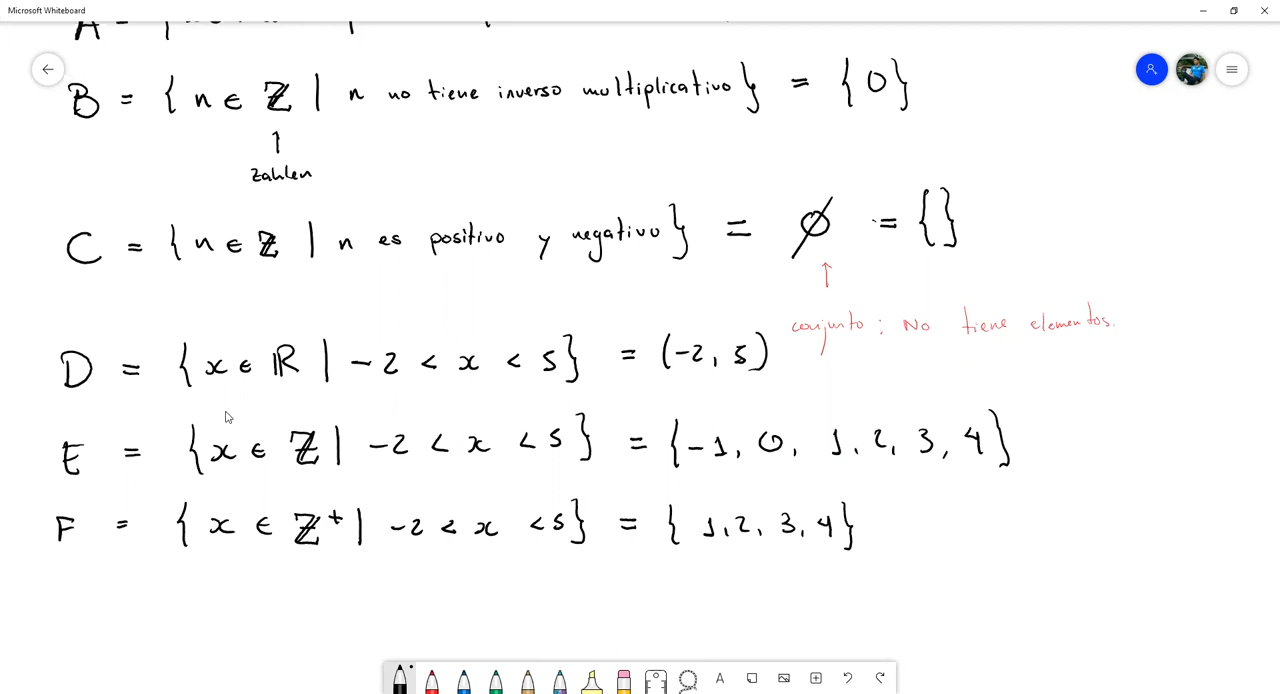 Microsoft Whiteboard
B = { n ∈ ℤ | n no tiene inverso multiplicativo } = { 0 }
↑
Zahlen
C = { n ∈ ℤ | n es positivo y negativo } = ∅ = { }
↑
conjunto : No tiene elementos.
D = { x ∈ ℝ | -2 < x < 5 } = (-2, 5)
E = { x ∈ ℤ | -2 < x < 5 } = { -1, 0, 1, 2, 3, 4 }
F = { x ∈ ℤ⁺ | -2 < x < 5 } = { 1, 2, 3, 4 }
A